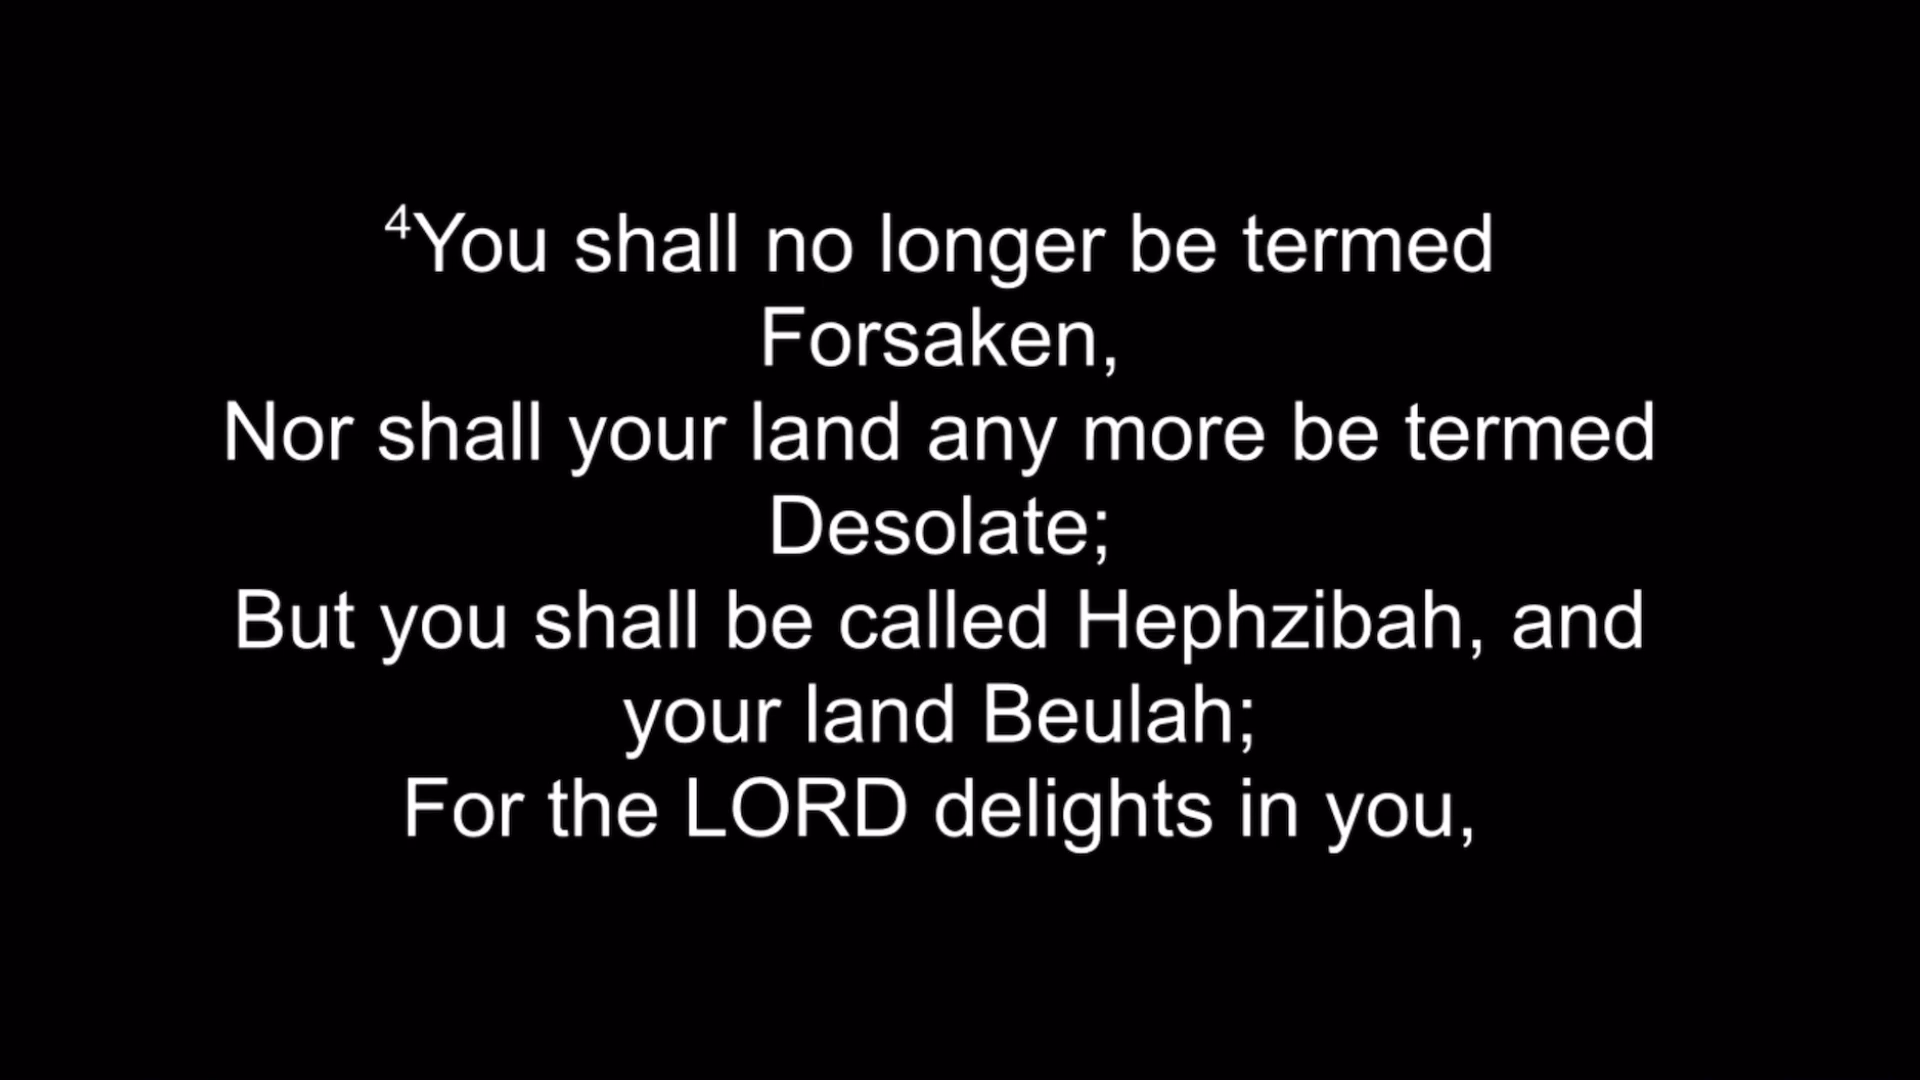 ⁴You shall no longer be termed
Forsaken,
Nor shall your land any more be termed
Desolate;
But you shall be called Hephzibah, and
your land Beulah;
For the LORD delights in you,